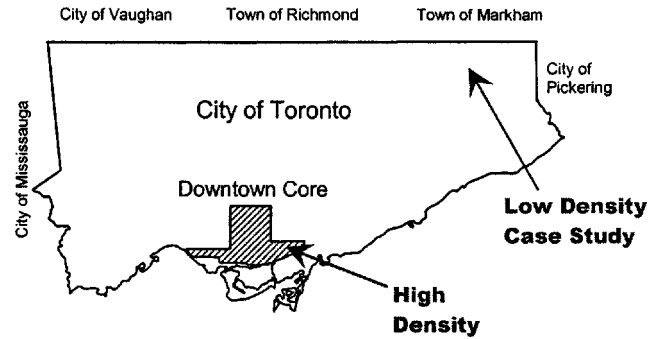 City of Vaughan
Town of Richmond
Town of Markham
City of
Pickering
City of Mississauga
City of Toronto
Downtown Core
Low Density
Case Study
High
Density